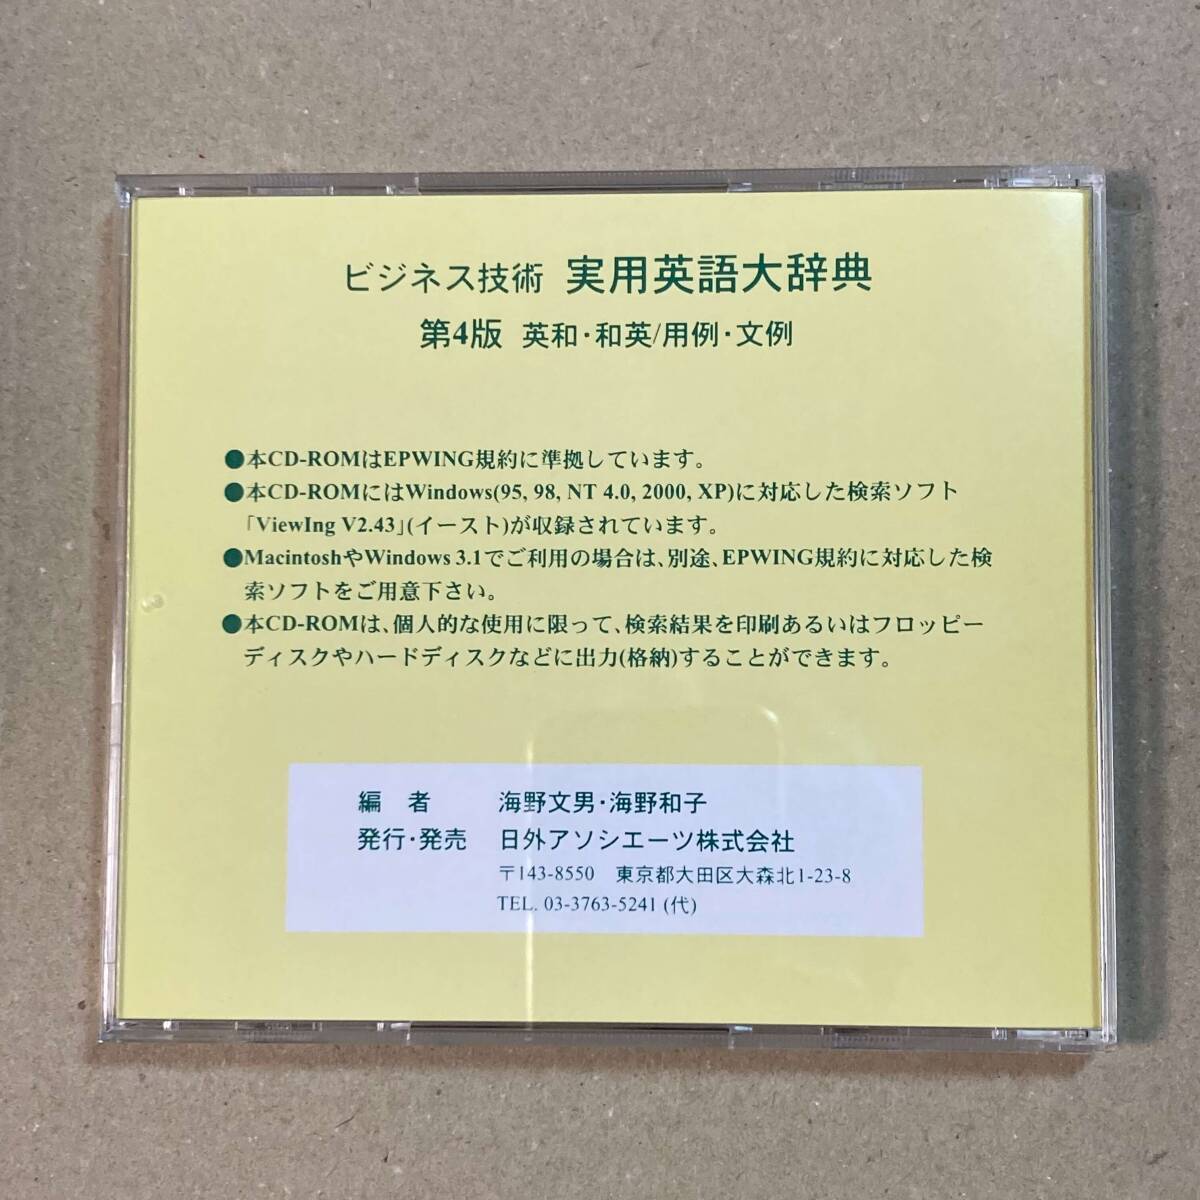 ビジネス技術 実用英語大辞典
第4版 英和・和英/用例・文例
●本CD-ROMはEPWING規約に準拠しています。
●本CD-ROMにはWindows(95, 98, NT 4.0, 2000, XP)に対応した検索ソフト
「ViewIng V2.43」(イースト)が収録されています。
●MacintoshやWindows 3.1でご利用の場合は、別途、EPWING規約に対応した検
索ソフトをご用意下さい。
●本CD-ROMは、個人的な使用に限って、検索結果を印刷あるいはフロッピー
ディスクやハードディスクなどに出力(格納)することができます。
編 者 海野文男・海野和子
発行・発売 日外アソシエーツ株式会社
〒143-8550 東京都大田区大森北1-23-8
TEL. 03-3763-5241 (代)